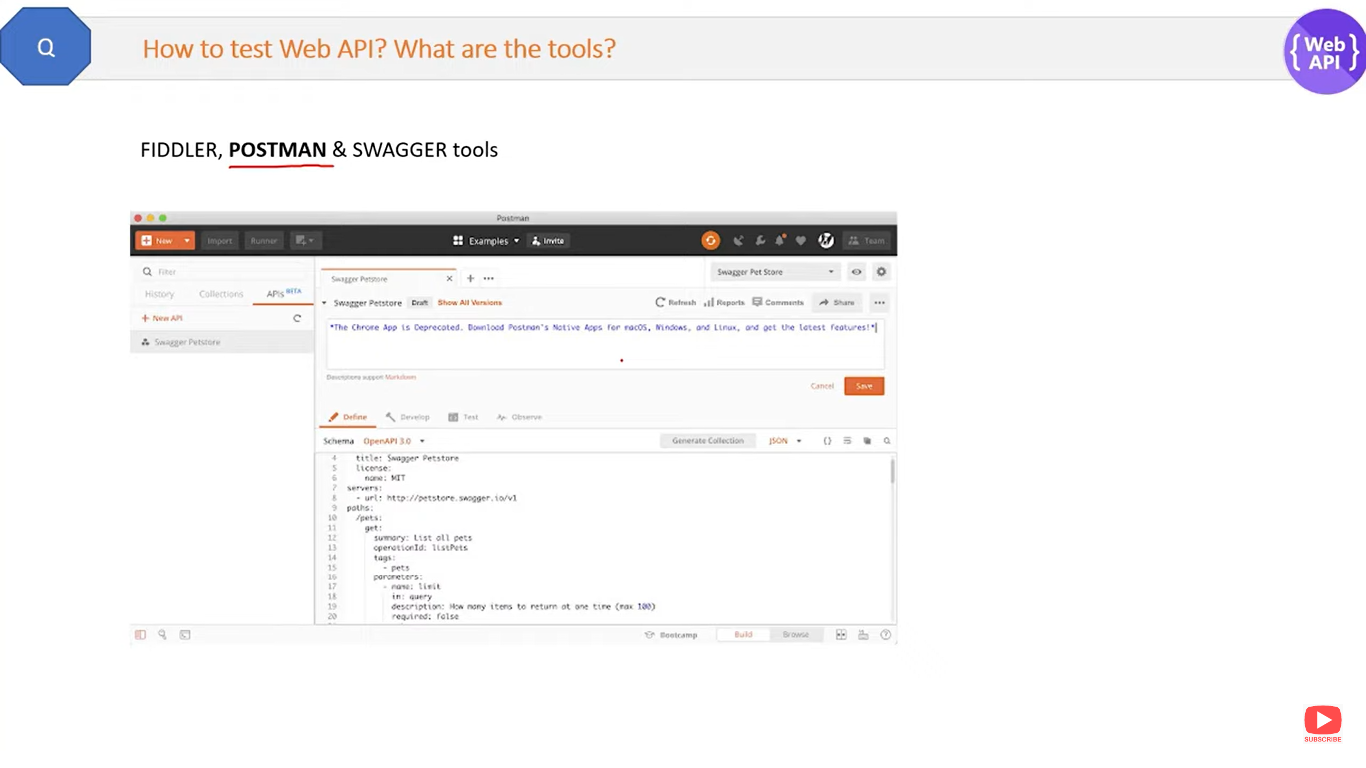 Q
How to test Web API? What are the tools?
{Web API}
FIDDLER, POSTMAN & SWAGGER tools
Postman
New Import Runner Examples Invite Team
Filter
History Collections APIs BETA
+ New API
Swagger Petstore
Swagger Petstore × + •••
Swagger Pet Store
Swagger Petstore Draft Show All Versions Refresh Reports Comments Share •••
*The Chrome App is Deprecated. Download Postman's Native Apps for macOS, Windows, and Linux, and get the latest features!*
Descriptions support Markdown
Cancel Save
Define Develop Test Observe
Schema OpenAPI 3.0 Generate Collection JSON {}
4 title: Swagger Petstore
5 license:
6 name: MIT
7 servers:
8 - url: http://petstore.swagger.io/v1
9 paths:
10 /pets:
11 get:
12 summary: List all pets
13 operationId: listPets
14 tags:
15 - pets
16 parameters:
17 - name: limit
18 in: query
19 description: How many items to return at one time (max 100)
20 required: false
Bootcamp Build Browse
SUBSCRIBE